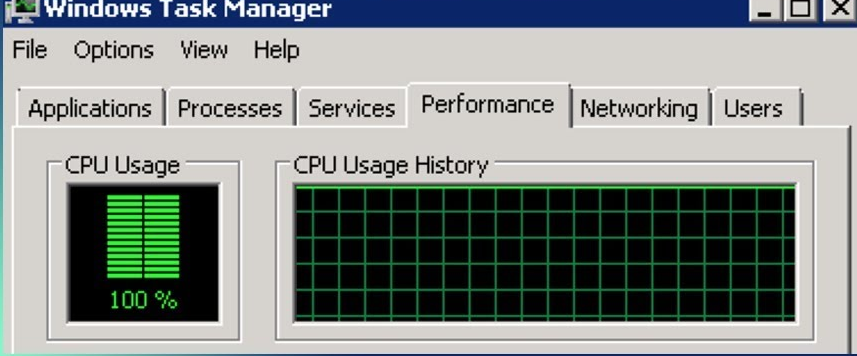 Windows Task Manager
File Options View Help
Applications Processes Services Performance Networking Users
CPU Usage CPU Usage History
100 %